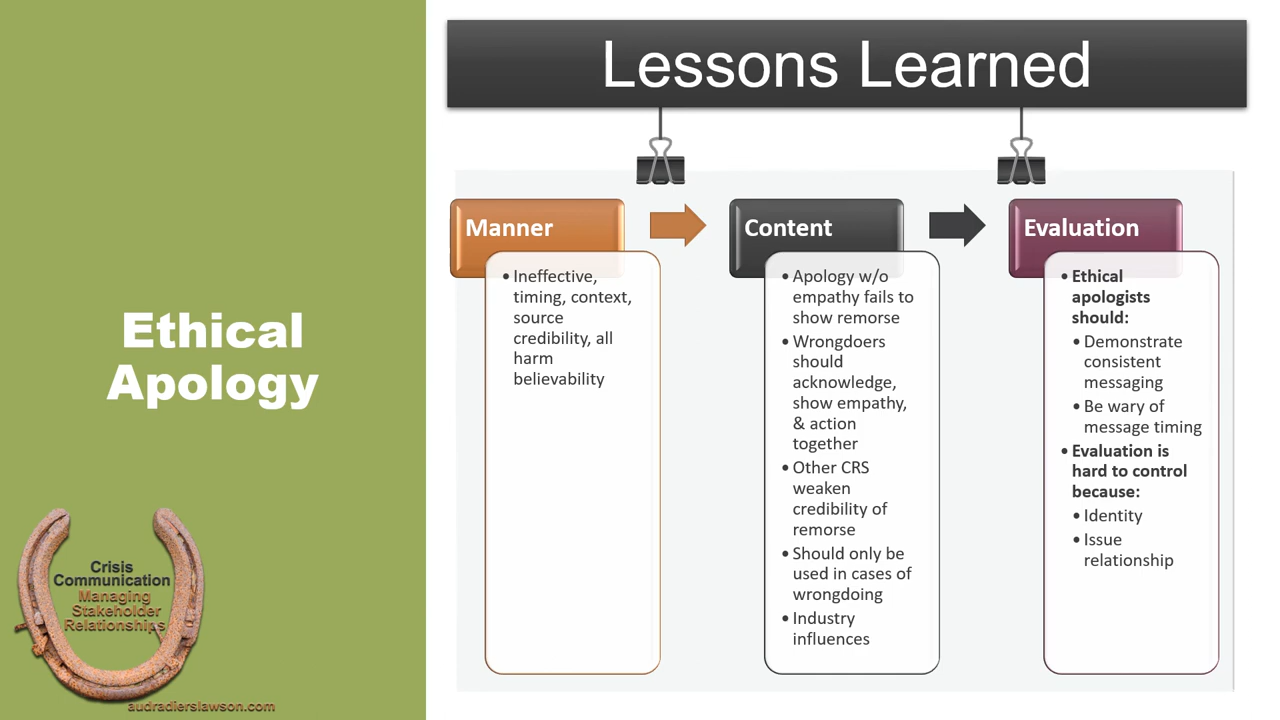 Lessons Learned
Ethical
Apology
Manner
• Ineffective,
timing, context,
source
credibility, all
harm
believability
Content
• Apology w/o
empathy fails to
show remorse
• Wrongdoers
should
acknowledge,
show empathy,
& action
together
• Other CRS
weaken
credibility of
remorse
• Should only be
used in cases of
wrongdoing
• Industry
influences
Evaluation
• Ethical
apologists
should:
• Demonstrate
consistent
messaging
• Be wary of
message timing
• Evaluation is
hard to control
because:
• Identity
• Issue
relationship
Crisis
Communication
Managing
Stakeholder
Relationships
audradierslawson.com